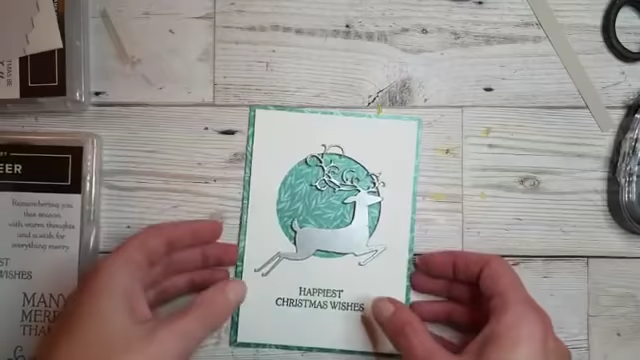 EER
Remembering you
this season
with warm thoughts
and a wish for
everything merry.
WISHES
MANY
MERRY
THAN
HAPPIEST
CHRISTMAS WISHES